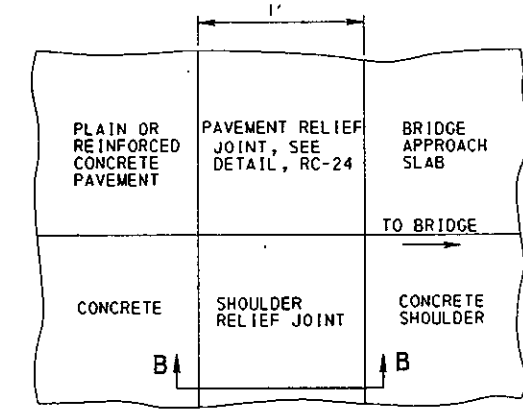 1'
PLAIN OR
REINFORCED
CONCRETE
PAVEMENT
PAVEMENT RELIEF
JOINT, SEE
DETAIL, RC-24
BRIDGE
APPROACH
SLAB
TO BRIDGE
CONCRETE
SHOULDER
RELIEF JOINT
CONCRETE
SHOULDER
B
B